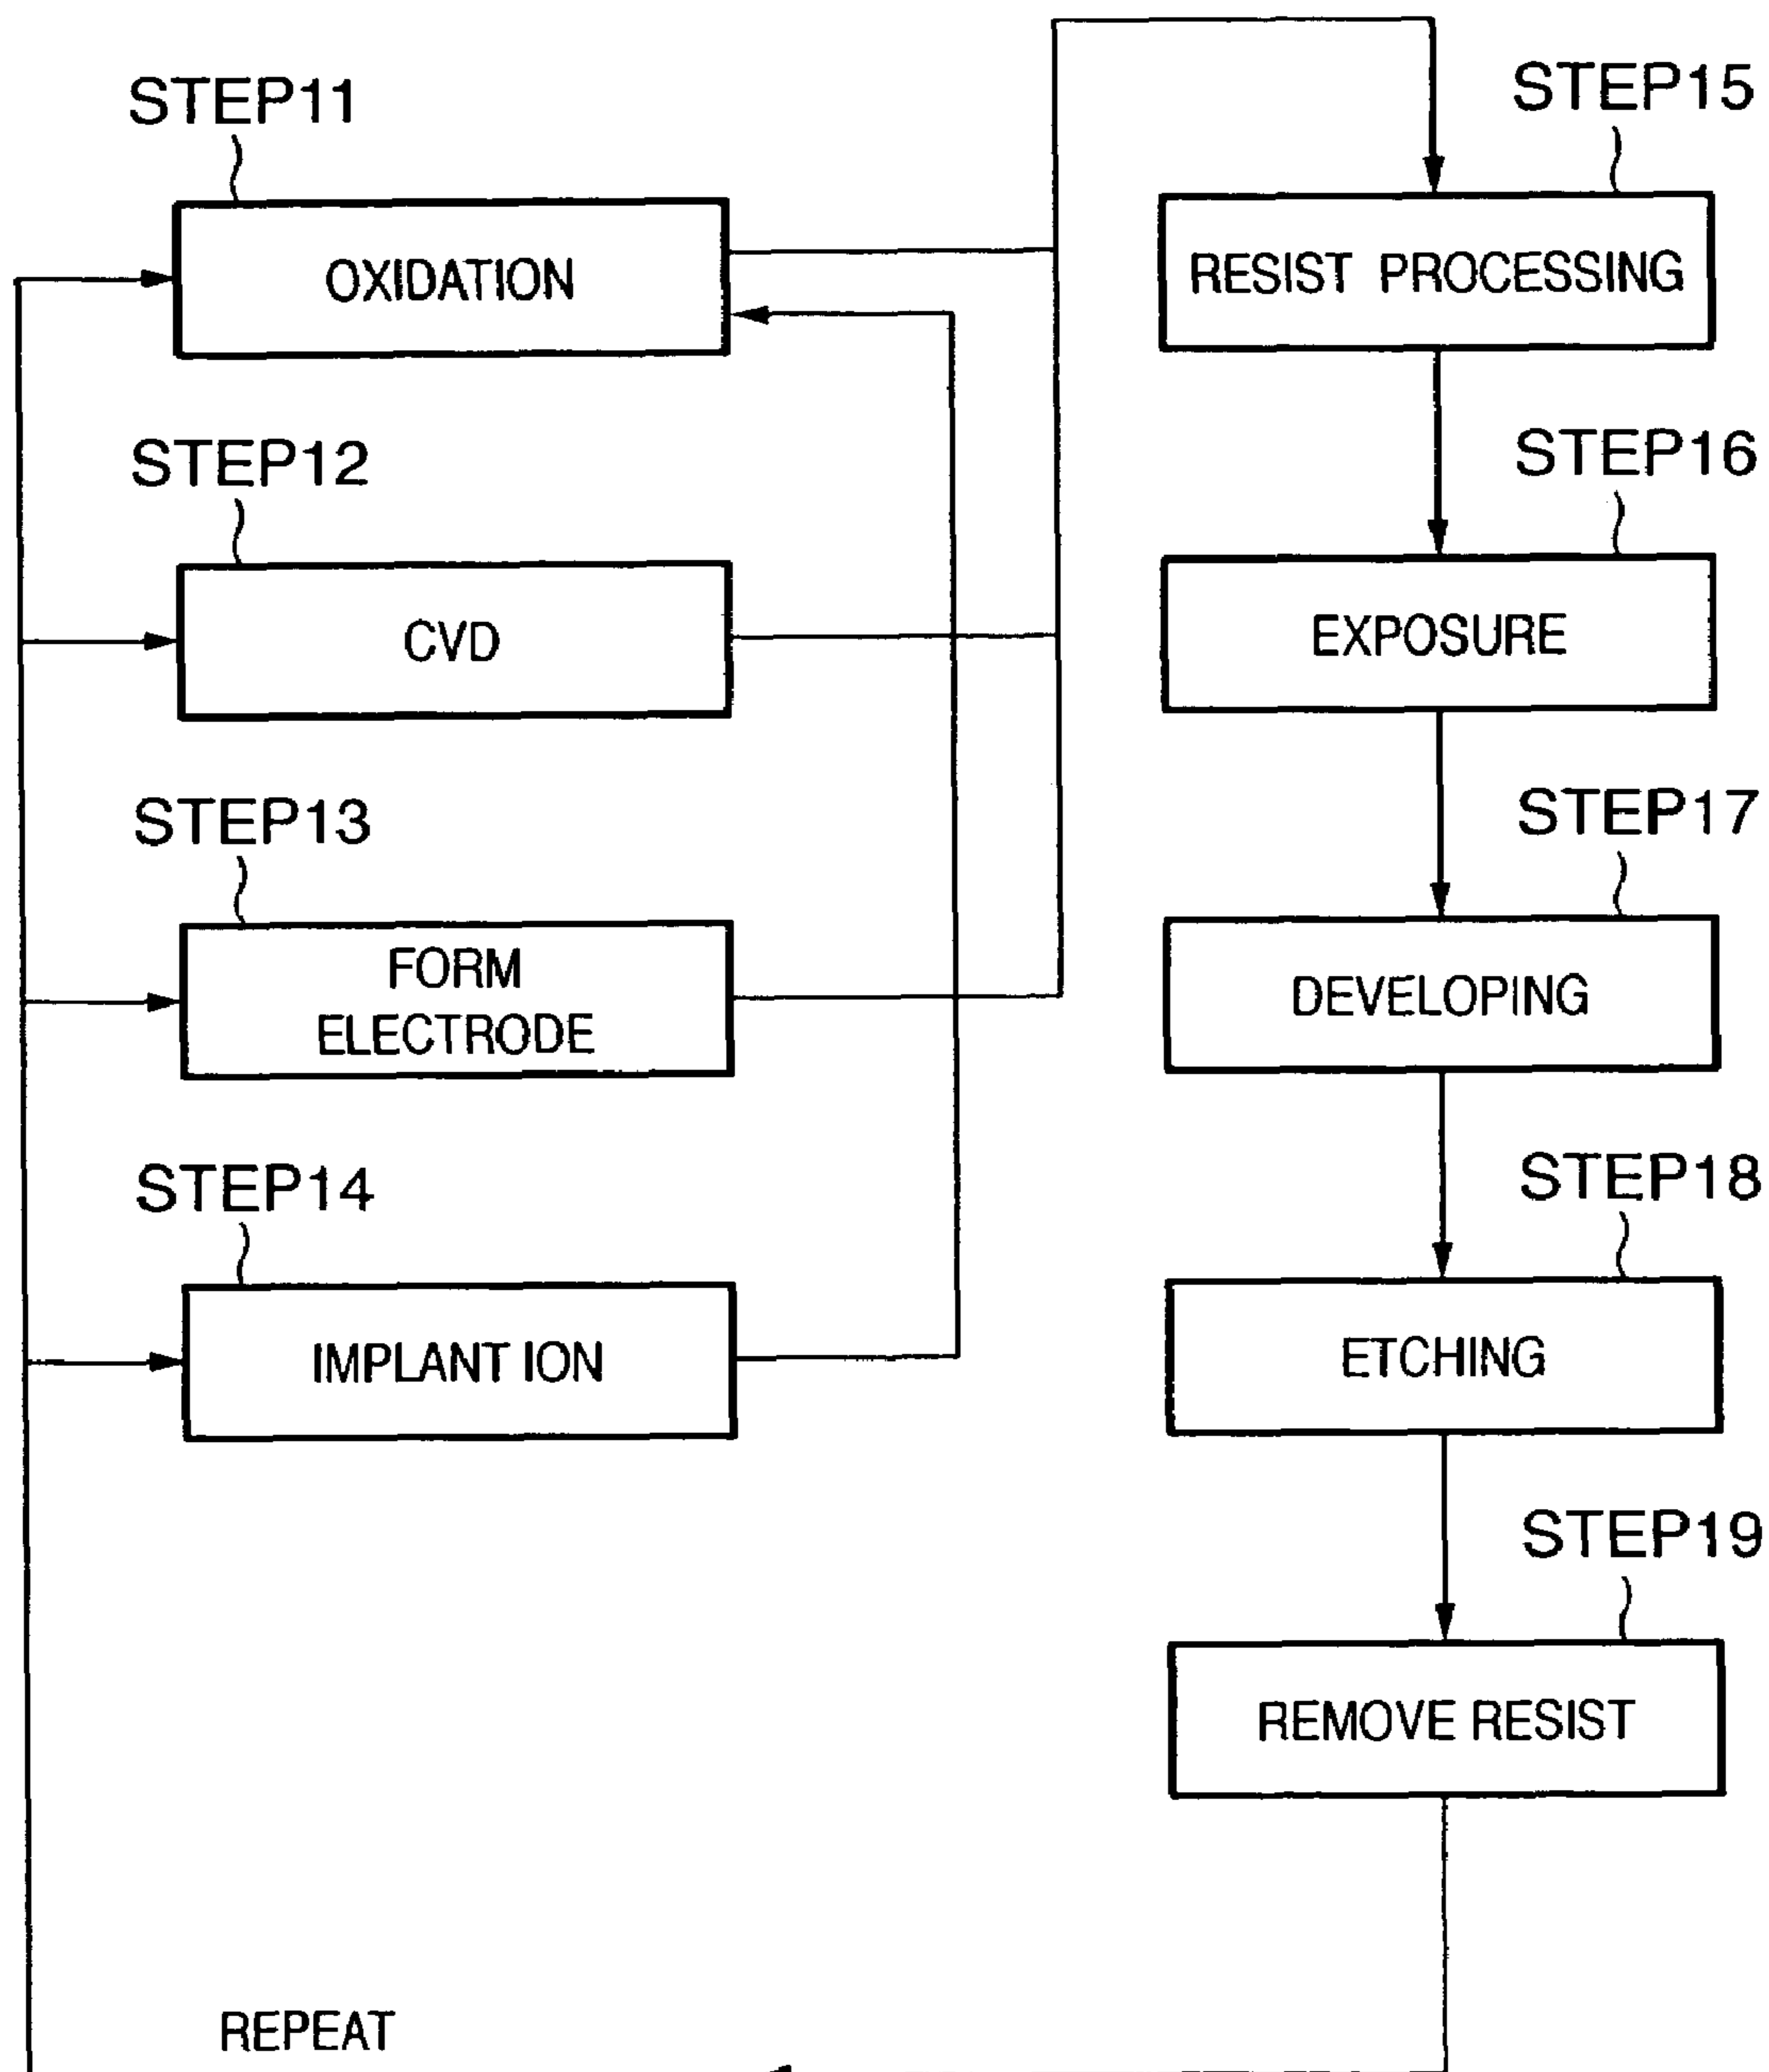 STEP11
OXIDATION
STEP12
CVD
STEP13
FORM
ELECTRODE
STEP14
IMPLANT ION
STEP15
RESIST PROCESSING
STEP16
EXPOSURE
STEP17
DEVELOPING
STEP18
ETCHING
STEP19
REMOVE RESIST
REPEAT